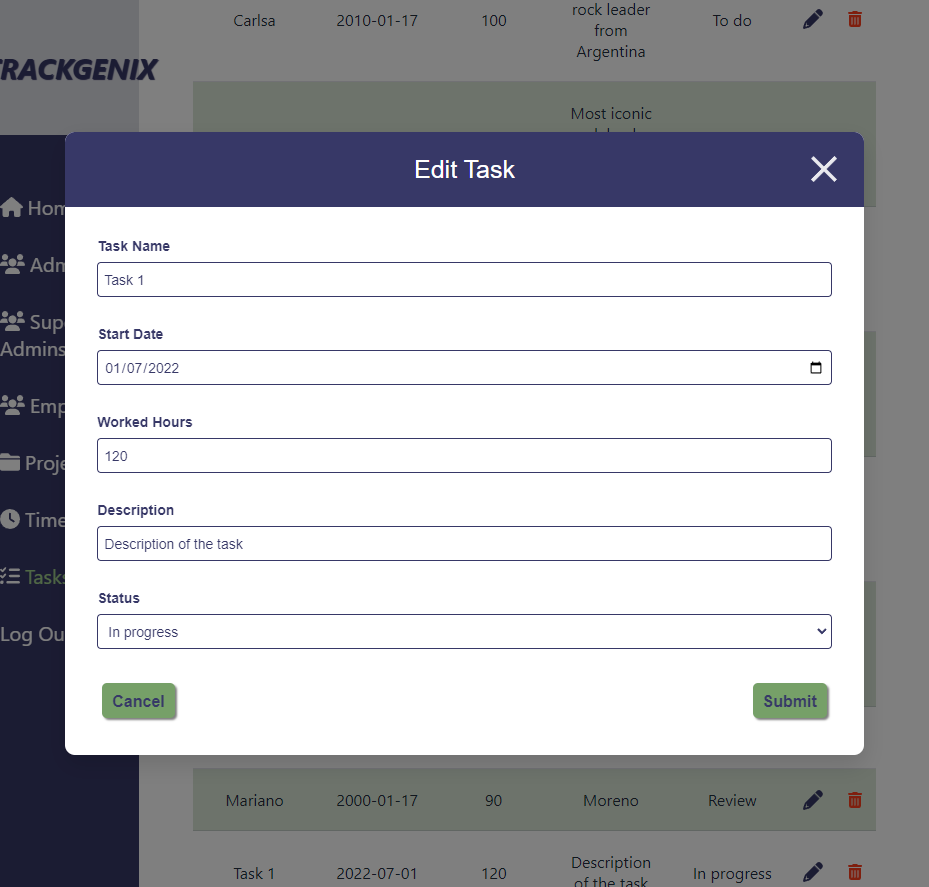 Carlsa 2010-01-17 100 rock leader To do
from
Argentina
TRACKGENIX
Most iconic
Edit Task
Hom
Adm
Supe
Admins
Emp
Proje
Time
Tasks
Log Ou
Task Name
Task 1
Start Date
01/07/2022
Worked Hours
120
Description
Description of the task
Status
In progress
Cancel Submit
Mariano 2000-01-17 90 Moreno Review
Task 1 2022-07-01 120 Description In progress
of the task